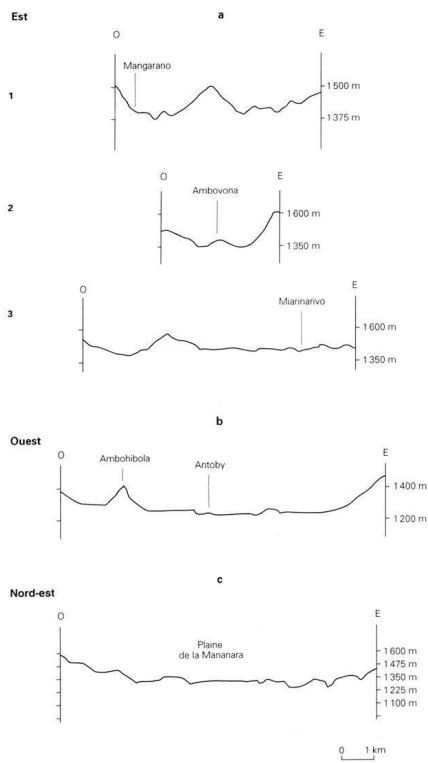 Est
a
O
E
Mangarano
1
1 500 m
1 375 m
O
E
Ambovona
2
1 600 m
1 350 m
O
E
Miarinarivo
3
1 600 m
1 350 m
b
Ouest
O
E
Ambohibola
Antoby
1 400 m
1 200 m
c
Nord-est
O
E
Plaine
de la Mananara
1 600 m
1 475 m
1 350 m
1 225 m
1 100 m
0 1 km